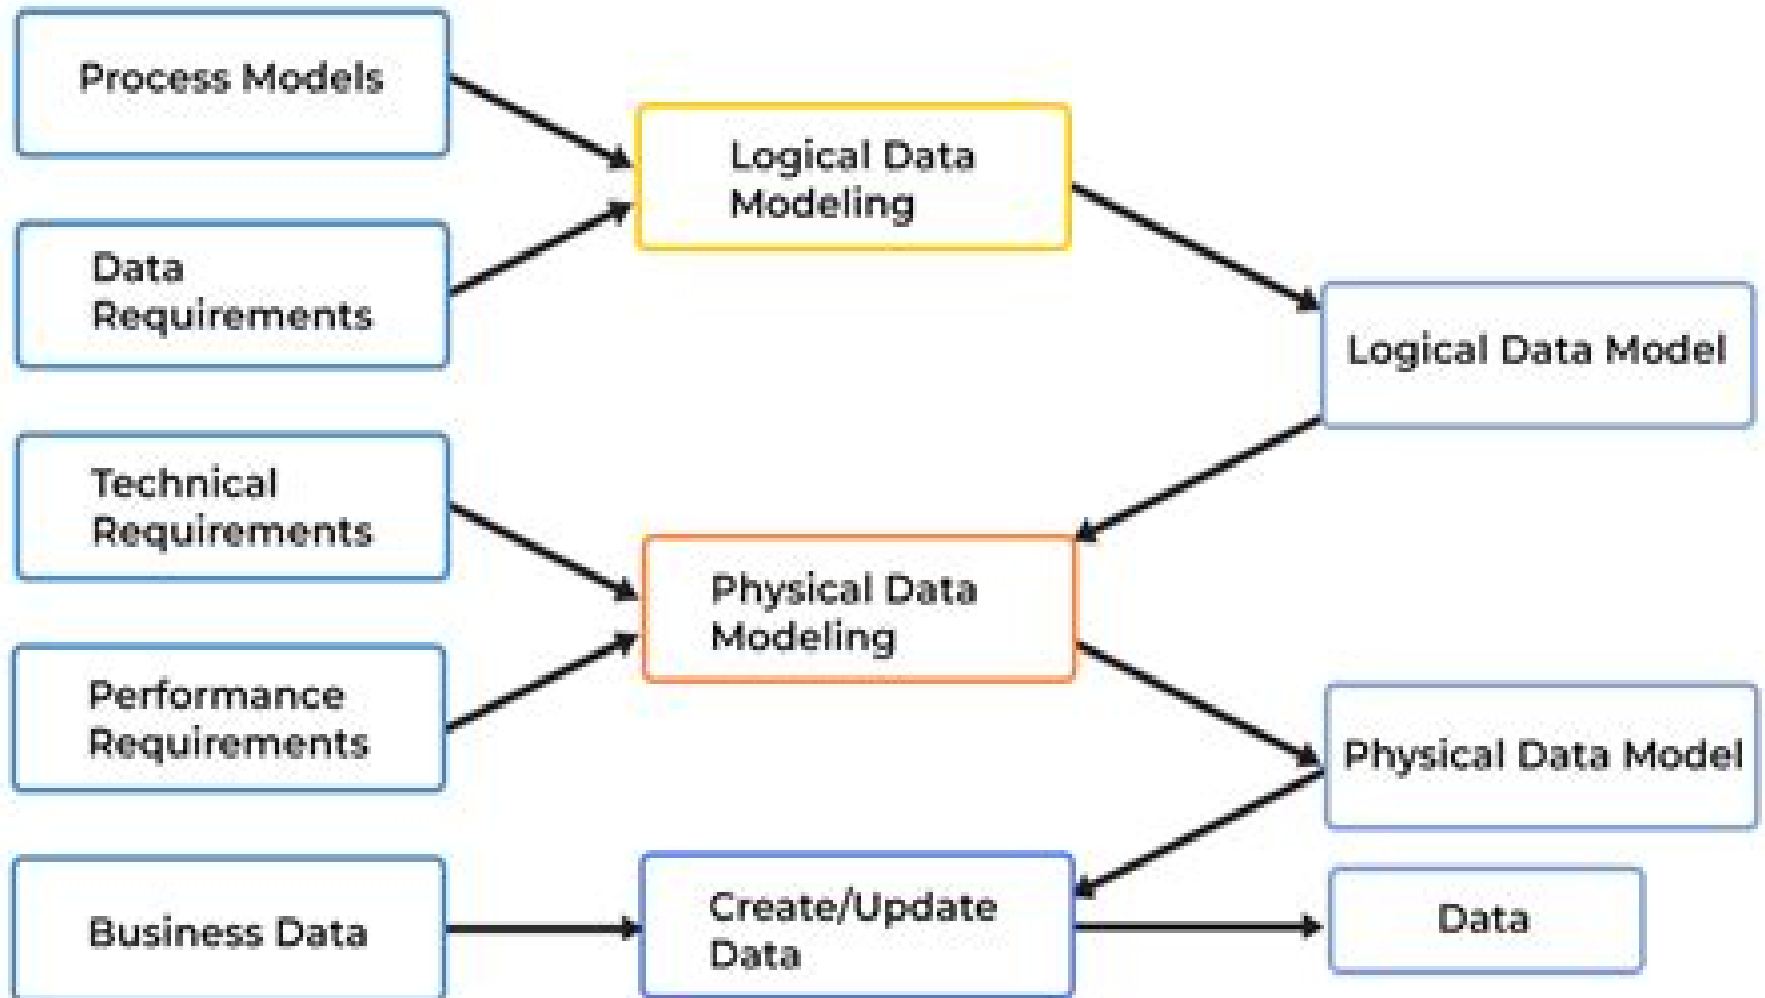 Process Models
Logical Data
Modeling
Data
Requirements
Logical Data Model
Technical
Requirements
Physical Data
Modeling
Performance
Requirements
Physical Data Model
Business Data
Create/Update
Data
Data